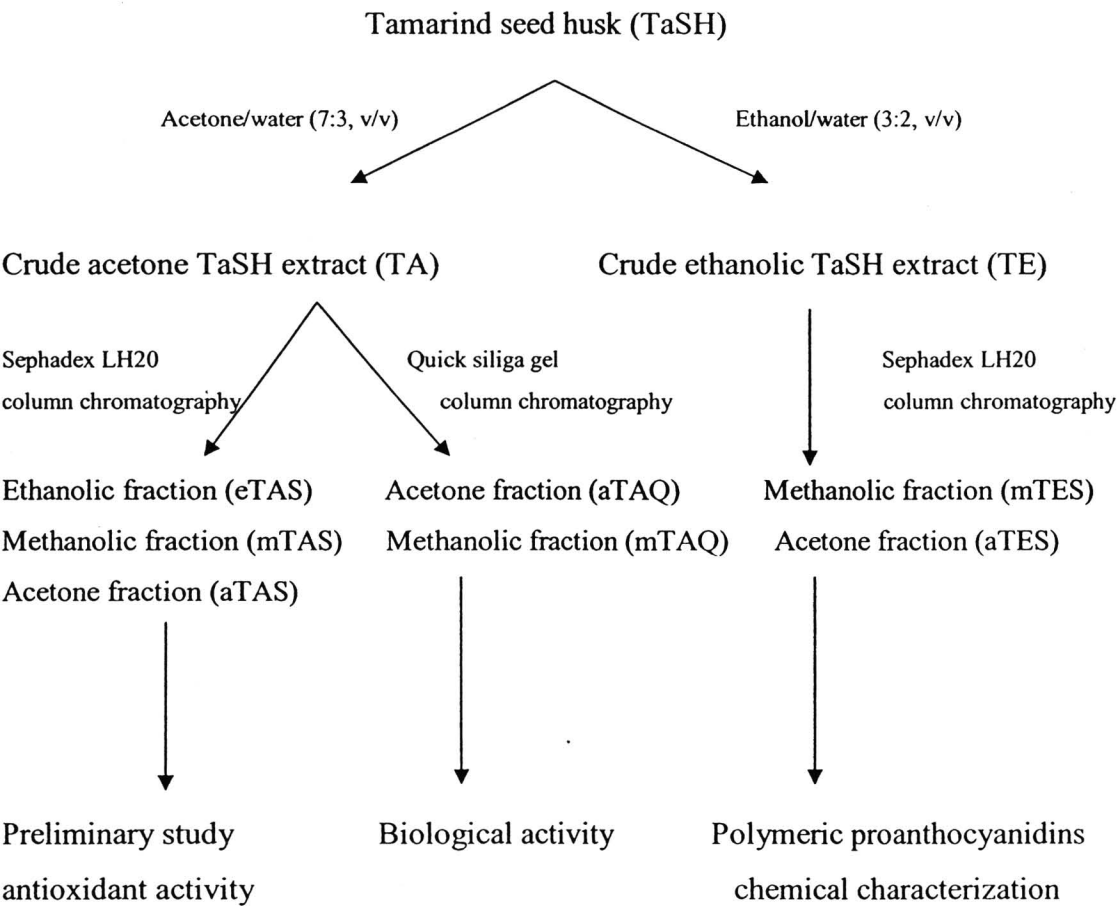 Tamarind seed husk (TaSH)
Acetone/water (7:3, v/v)
Ethanol/water (3:2, v/v)
Crude acetone TaSH extract (TA)
Crude ethanolic TaSH extract (TE)
Sephadex LH20
column chromatography
Quick siliga gel
column chromatography
Sephadex LH20
column chromatography
Ethanolic fraction (eTAS)
Methanolic fraction (mTAS)
Acetone fraction (aTAS)
Acetone fraction (aTAQ)
Methanolic fraction (mTAQ)
Methanolic fraction (mTES)
Acetone fraction (aTES)
Preliminary study
antioxidant activity
Biological activity
Polymeric proanthocyanidins
chemical characterization